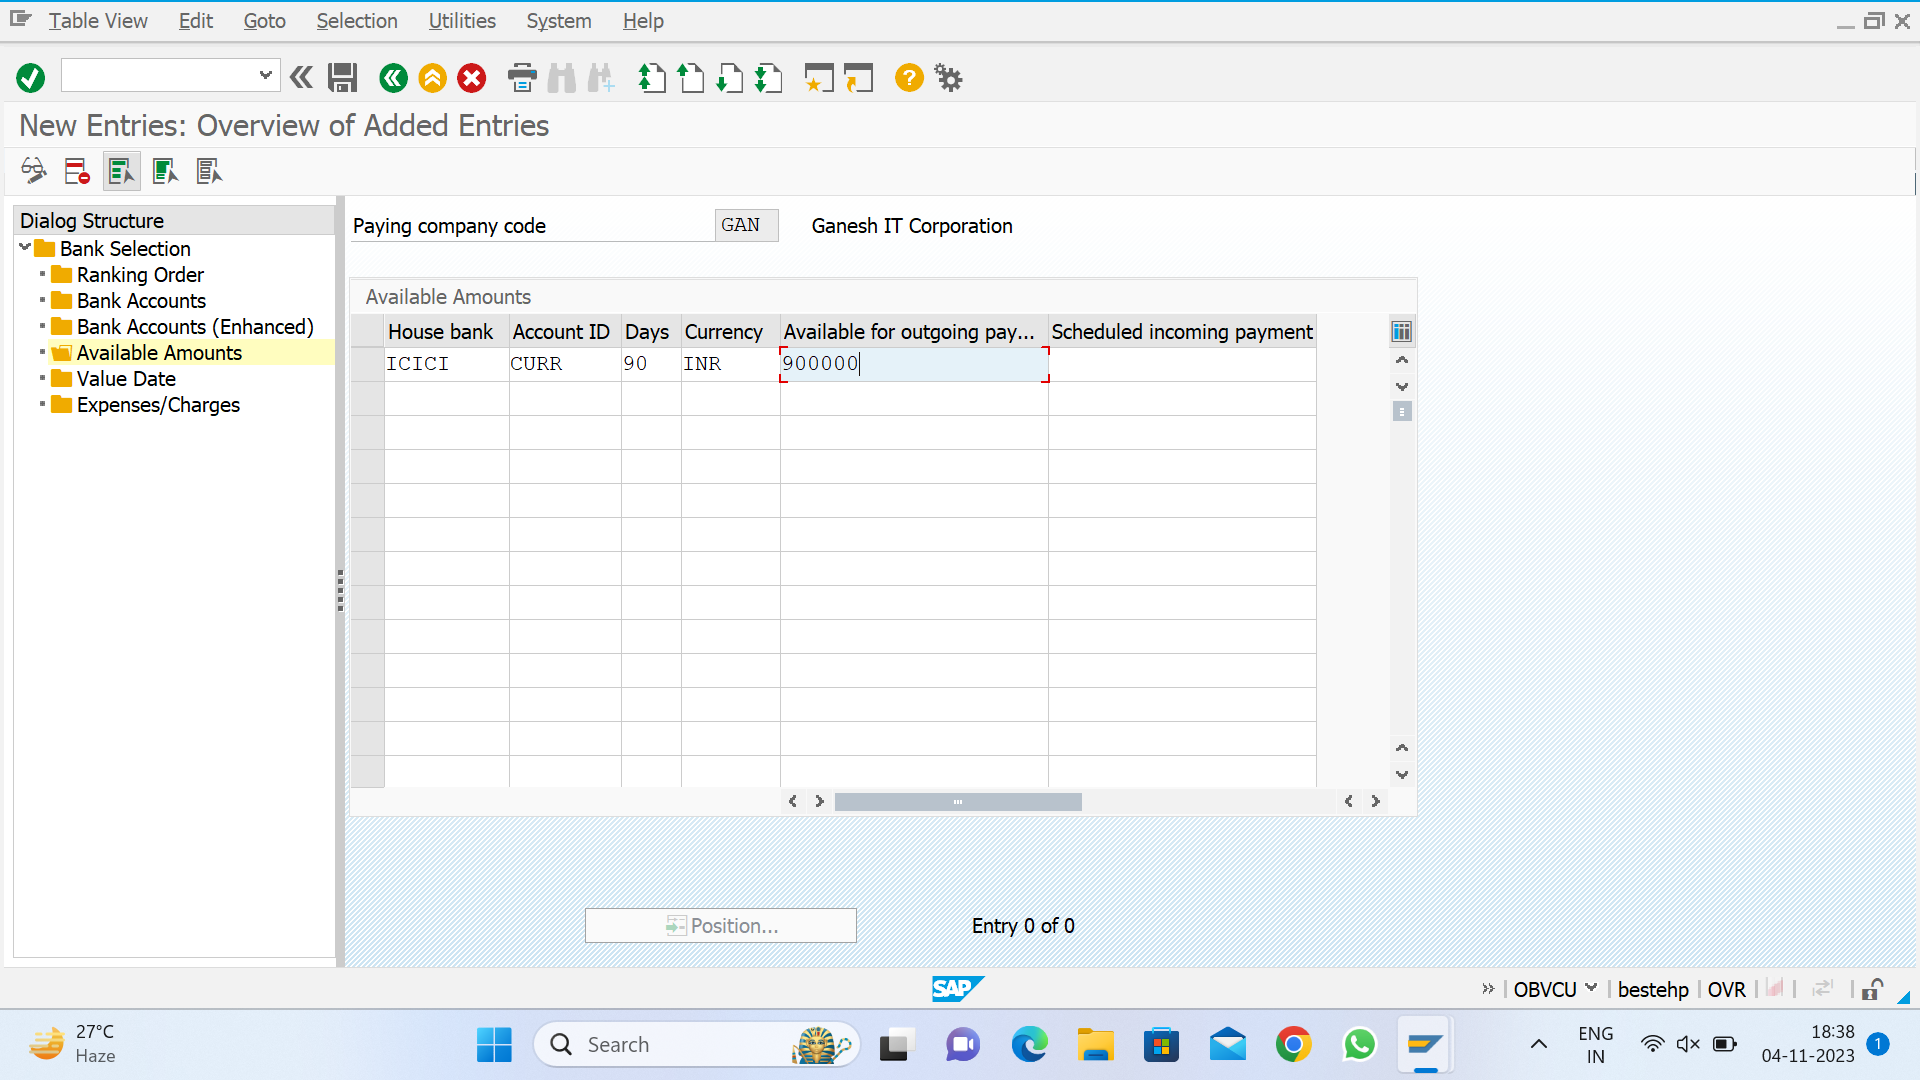 Table View Edit Goto Selection Utilities System Help
New Entries: Overview of Added Entries
Dialog Structure
Bank Selection
Ranking Order
Bank Accounts
Bank Accounts (Enhanced)
Available Amounts
Value Date
Expenses/Charges
Paying company code GAN Ganesh IT Corporation
Available Amounts
House bank Account ID Days Currency Available for outgoing pay... Scheduled incoming payment
ICICI CURR 90 INR 900000
Position... Entry 0 of 0
SAP OBVCU bestehp OVR
27°C
Haze
Search
ENG
IN
18:38
04-11-2023
1